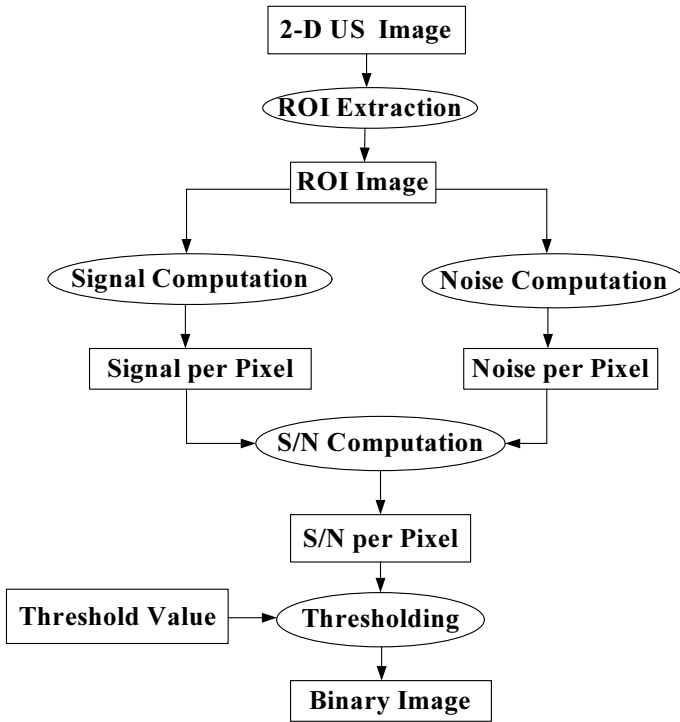 2-D US Image
ROI Extraction
ROI Image
Signal Computation
Noise Computation
Signal per Pixel
Noise per Pixel
S/N Computation
S/N per Pixel
Threshold Value
Thresholding
Binary Image